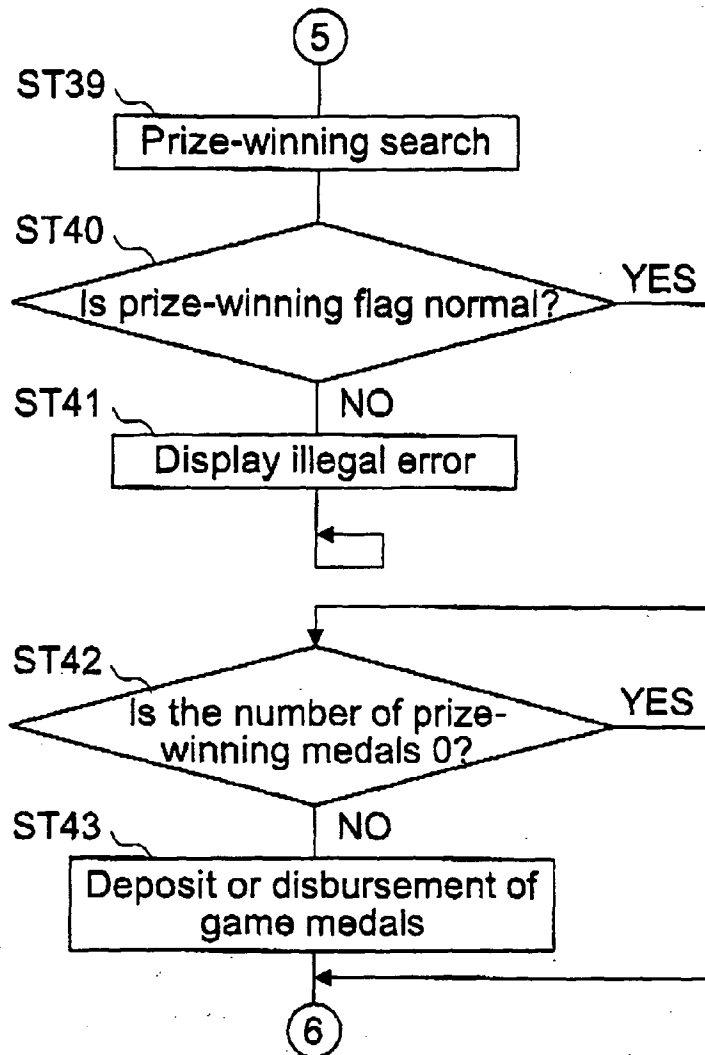 5
ST39
Prize-winning search
ST40
Is prize-winning flag normal?
YES
NO
ST41
Display illegal error
ST42
Is the number of prize-
winning medals 0?
YES
NO
ST43
Deposit or disbursement of
game medals
6